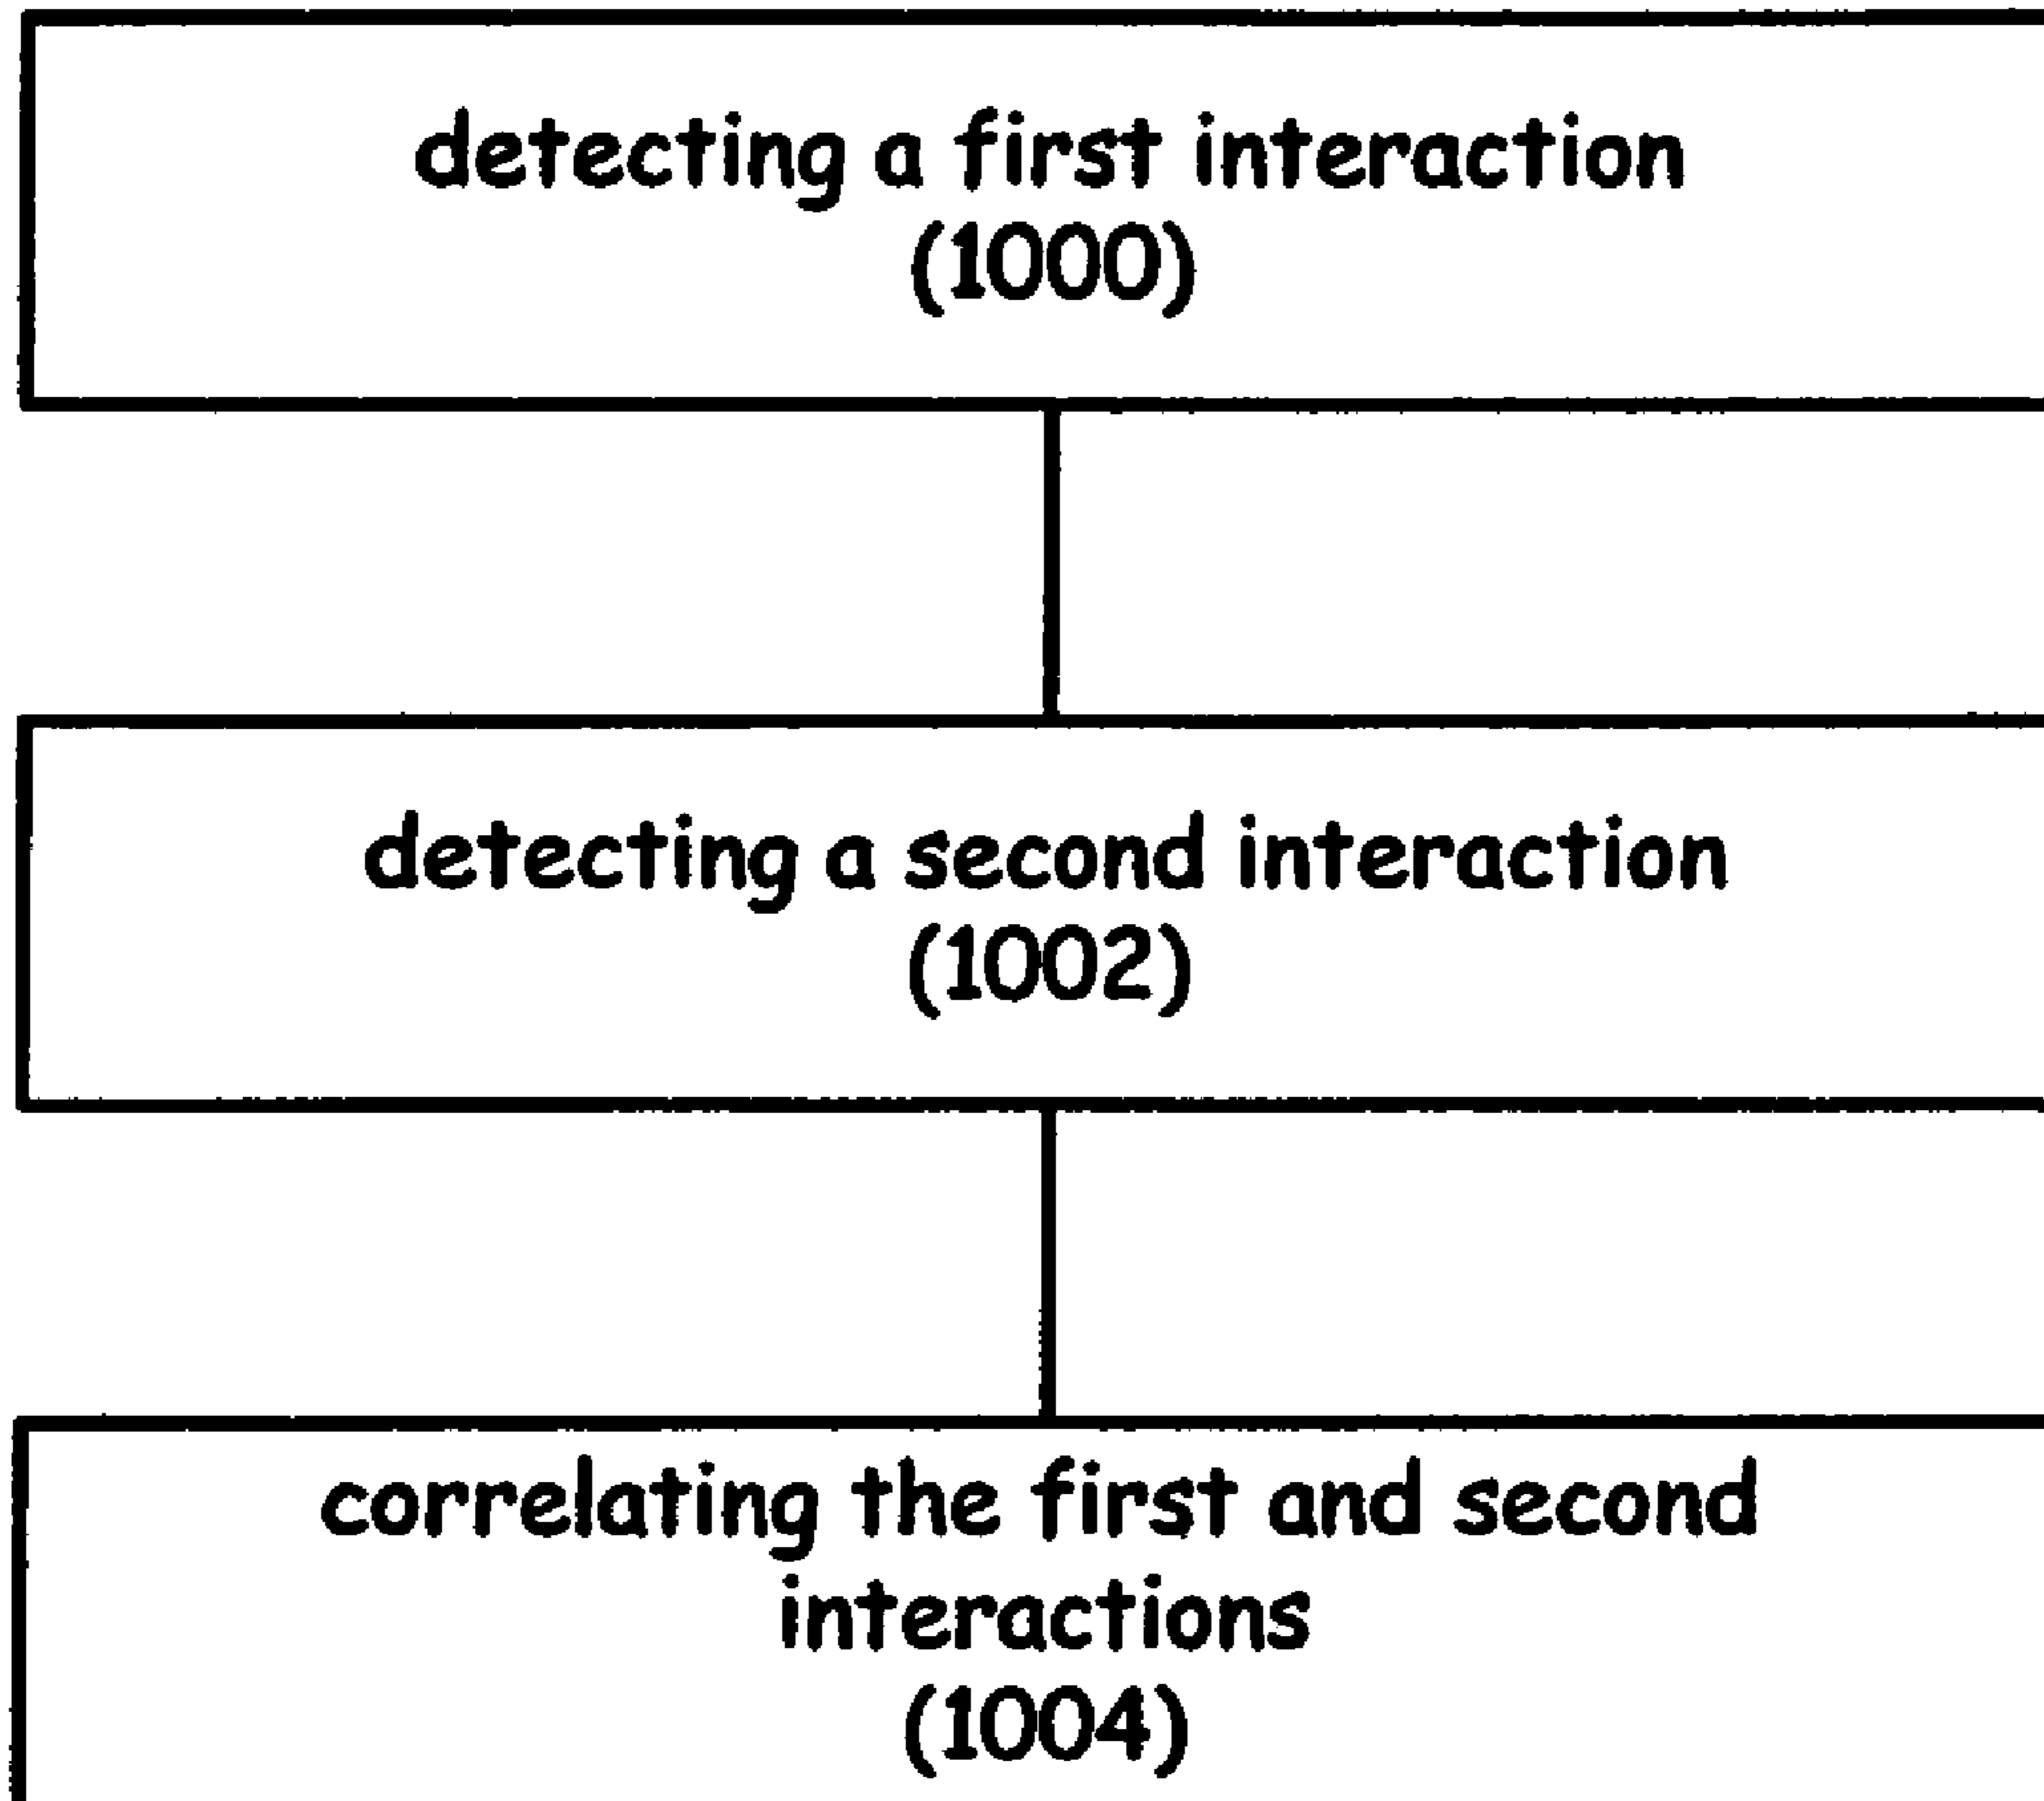 detecting a first interaction
(1000)
detecting a second interaction
(1002)
correlating the first and second
interactions
(1004)